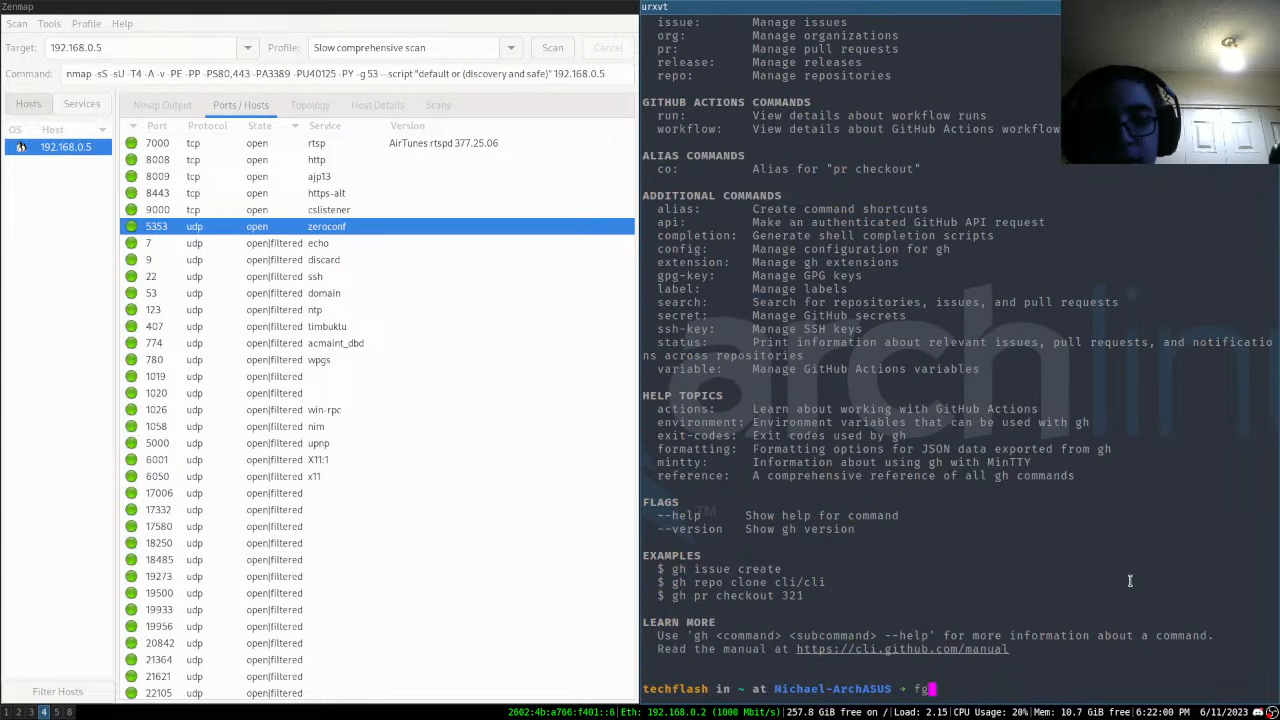 Zenmap
Scan Tools Profile Help
Target: 192.168.0.5 Profile: Slow comprehensive scan Scan Cancel
Command: nmap -sS -sU -T4 -A -v -PE -PP -PS80,443 -PA3389 -PU40125 -PY -g 53 --script "default or (discovery and safe)" 192.168.0.5
Hosts Services
OS Host
192.168.0.5
Filter Hosts
Nmap Output Ports / Hosts Topology Host Details Scans
Port Protocol State Service Version
7000 tcp open rtsp AirTunes rtspd 377.25.06
8008 tcp open http
8009 tcp open ajp13
8443 tcp open https-alt
9000 tcp open cslistener
5353 udp open zeroconf
7 udp open|filtered echo
9 udp open|filtered discard
22 udp open|filtered ssh
53 udp open|filtered domain
123 udp open|filtered ntp
407 udp open|filtered timbuktu
774 udp open|filtered acmaint_dbd
780 udp open|filtered wpgs
1019 udp open|filtered
1020 udp open|filtered
1026 udp open|filtered win-rpc
1058 udp open|filtered nim
5000 udp open|filtered upnp
6001 udp open|filtered X11:1
6050 udp open|filtered x11
17006 udp open|filtered
17332 udp open|filtered
17580 udp open|filtered
18250 udp open|filtered
18485 udp open|filtered
19273 udp open|filtered
19500 udp open|filtered
19933 udp open|filtered
19956 udp open|filtered
20842 udp open|filtered
21364 udp open|filtered
21621 udp open|filtered
22105 udp open|filtered
urxvt
issue: Manage issues
org: Manage organizations
pr: Manage pull requests
release: Manage releases
repo: Manage repositories
GITHUB ACTIONS COMMANDS
run: View details about workflow runs
workflow: View details about GitHub Actions workflow
ALIAS COMMANDS
co: Alias for "pr checkout"
ADDITIONAL COMMANDS
alias: Create command shortcuts
api: Make an authenticated GitHub API request
completion: Generate shell completion scripts
config: Manage configuration for gh
extension: Manage gh extensions
gpg-key: Manage GPG keys
label: Manage labels
search: Search for repositories, issues, and pull requests
secret: Manage GitHub secrets
ssh-key: Manage SSH keys
status: Print information about relevant issues, pull requests, and notificatio
ns across repositories
variable: Manage GitHub Actions variables
HELP TOPICS
actions: Learn about working with GitHub Actions
environment: Environment variables that can be used with gh
exit-codes: Exit codes used by gh
formatting: Formatting options for JSON data exported from gh
mintty: Information about using gh with MinTTY
reference: A comprehensive reference of all gh commands
FLAGS
--help Show help for command
--version Show gh version
EXAMPLES
$ gh issue create
$ gh repo clone cli/cli
$ gh pr checkout 321
LEARN MORE
Use 'gh <command> <subcommand> --help' for more information about a command.
Read the manual at https://cli.github.com/manual
techflash in ~ at Michael-ArchASUS → fg
archlin
TM
1 2 3 4 5 8 2602:4b:a766:f401::6|Eth: 192.168.0.2 (1000 Mbit/s)|257.8 GiB free on /|Load: 2.15|CPU Usage: 20%|Mem: 10.7 GiB free|6/11/2023 6:22:00 PM